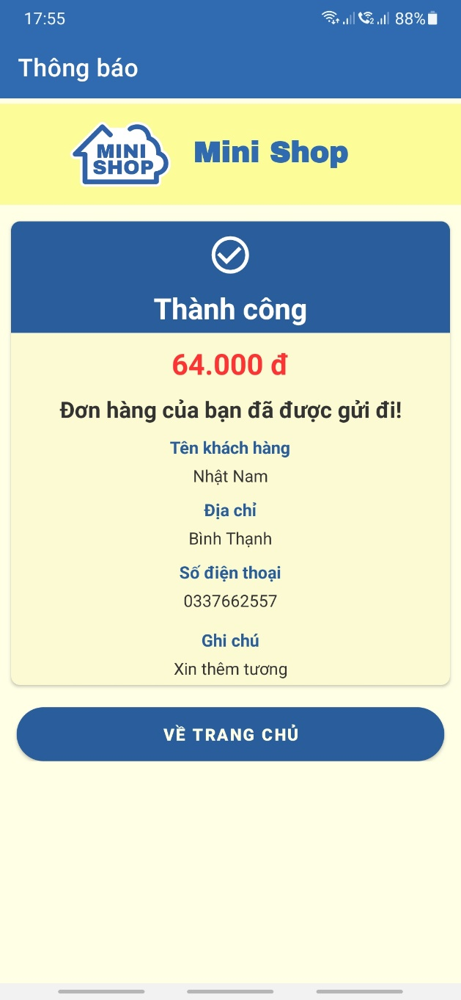 17:55
88%
Thông báo
MINI
SHOP
Mini Shop
Thành công
64.000 đ
Đơn hàng của bạn đã được gửi đi!
Tên khách hàng
Nhật Nam
Địa chỉ
Bình Thạnh
Số điện thoại
0337662557
Ghi chú
Xin thêm tương
VỀ TRANG CHỦ